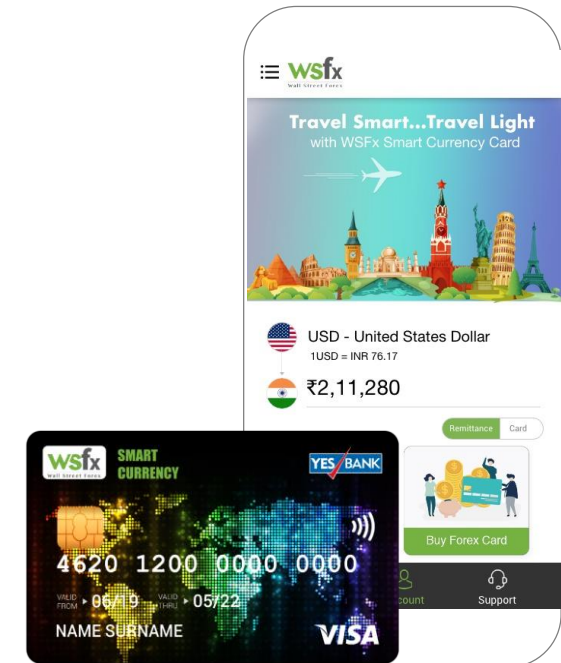 wsfx
Wall Street Forex
Travel Smart...Travel Light
with WSFx Smart Currency Card
USD - United States Dollar
1USD = INR 76.17
₹2,11,280
Remittance Card
Buy Forex Card
count Support
wsfx
Wall Street Forex
SMART
CURRENCY
YES BANK
4620 1200 0000 0000
VALID
FROM 06/19 VALID
THRU 05/22
NAME SURNAME
VISA